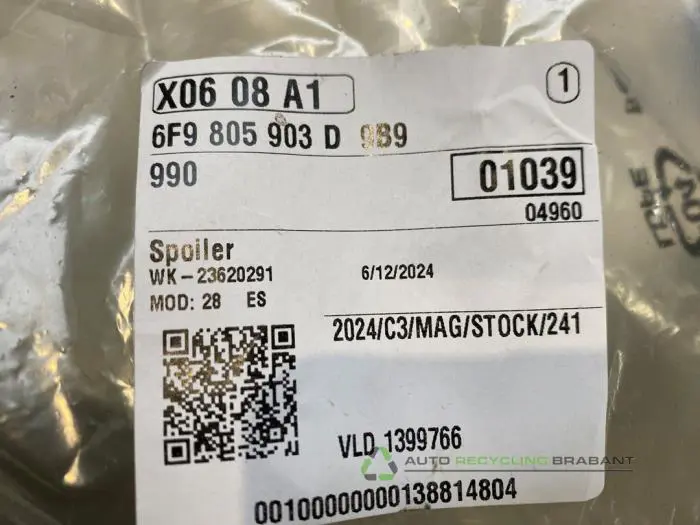 X06 08 A1
1
6F9 805 903 D 9B9
990
01039
04960
Spoiler
WK-23620291 6/12/2024
MOD: 28 ES
2024/C3/MAG/STOCK/241
VLD 1399766
AUTO RECYCLING BRABANT
00100000000138814804